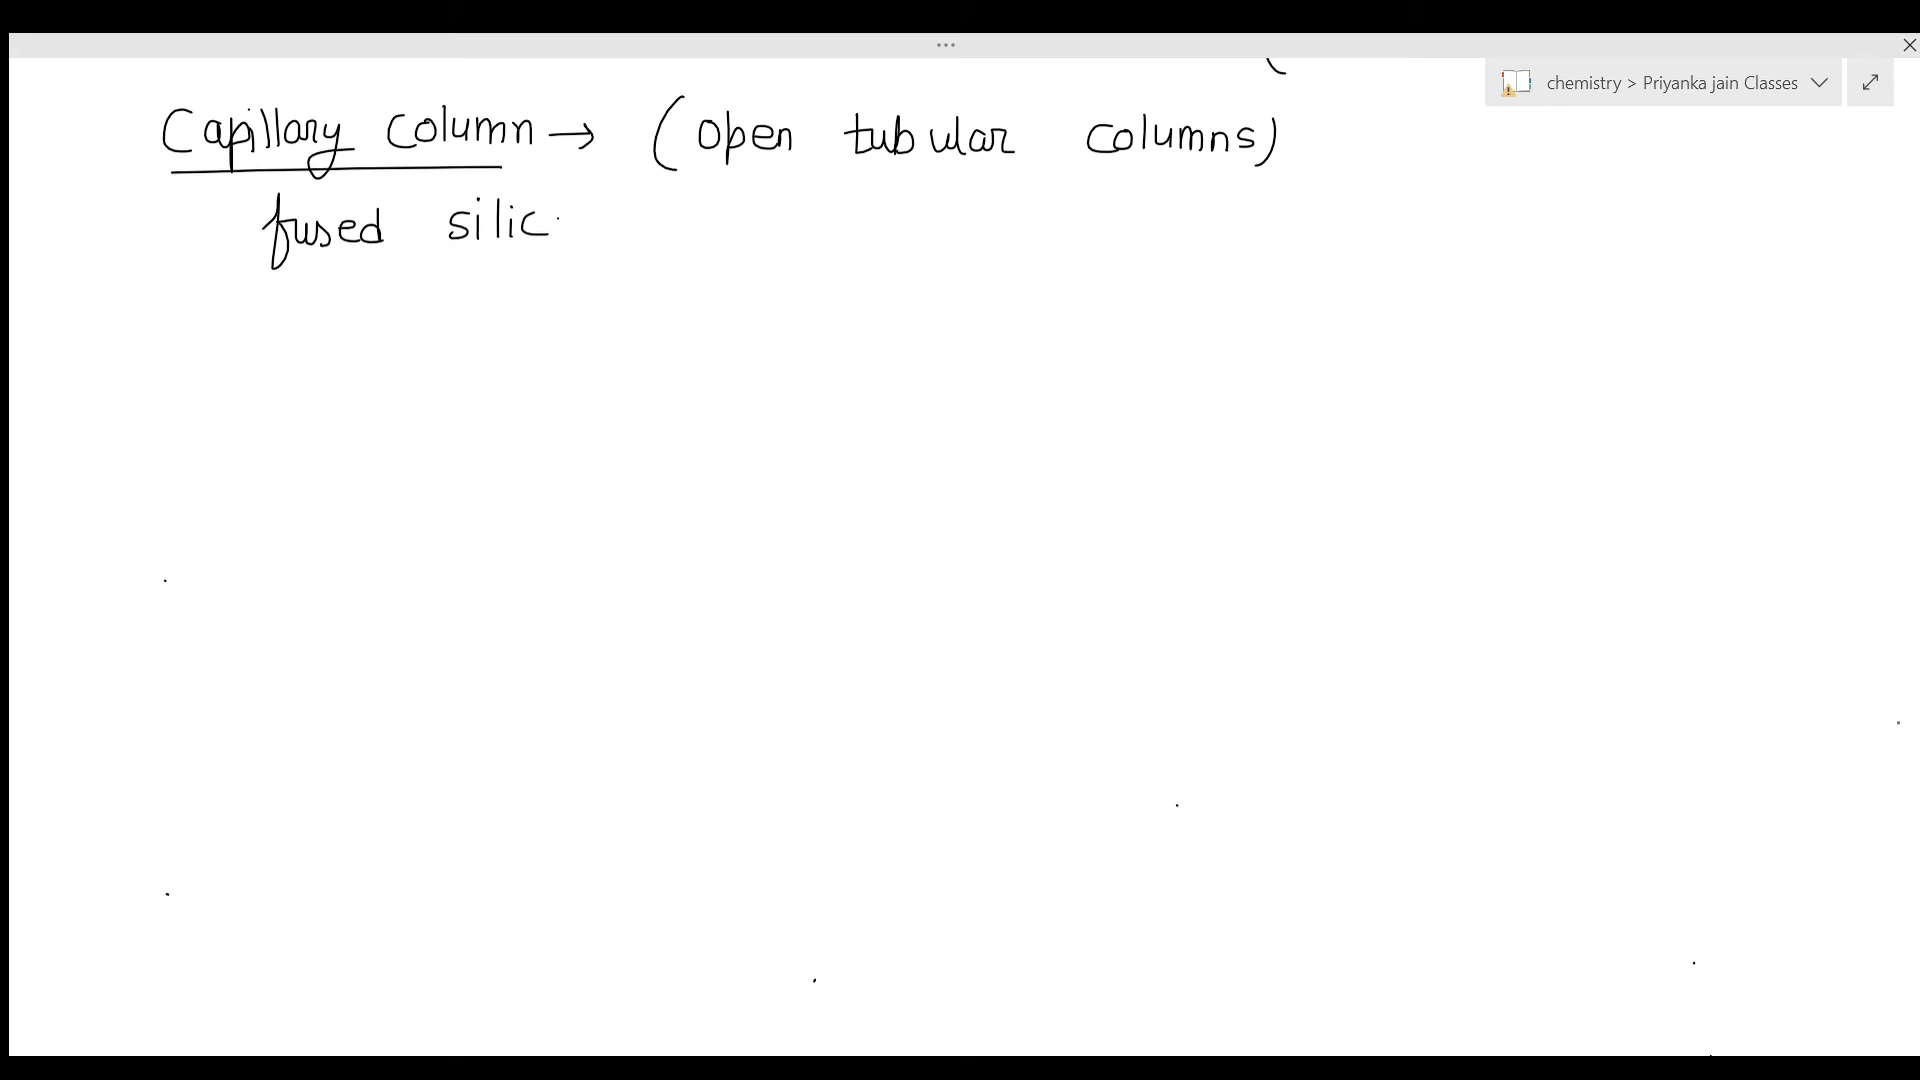 chemistry > Priyanka jain Classes
Capillary Column → (open tubular columns)
fused silic